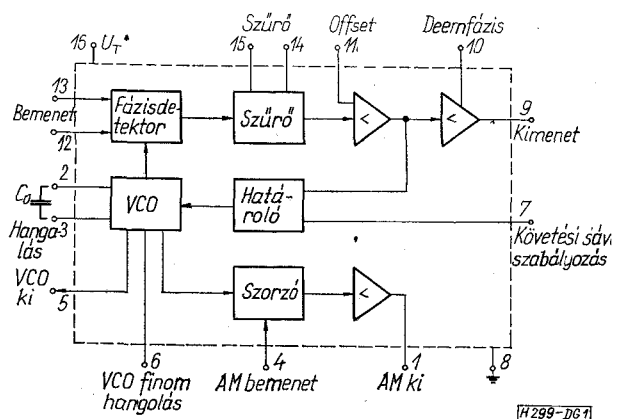 Szűrő
Offset
Deemfázis
16 U_T*
15 14
11
10
13
Bemenet
12
Fázisdetektor
Szűrő
<
<
9
Kimenet
2
C_0
Hangolás
3
VCO
Határoló
7
Követési sáv
szabályozás
VCO
ki
5
Szorzó
<
6
VCO finom
hangolás
4
AM bemenet
1
AM ki
8
H299-DG1